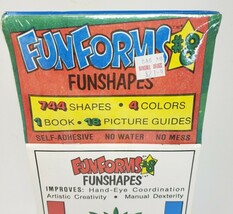 FUNFORMS #8
FUNSHAPES
744 SHAPES • 4 COLORS
1 BOOK • 18 PICTURE GUIDES
SELF-ADHESIVE NO WATER NO MESS
FUNFORMS #8
FUNSHAPES
IMPROVES: Hand-Eye Coordination
Artistic Creativity • Manual Dexterity